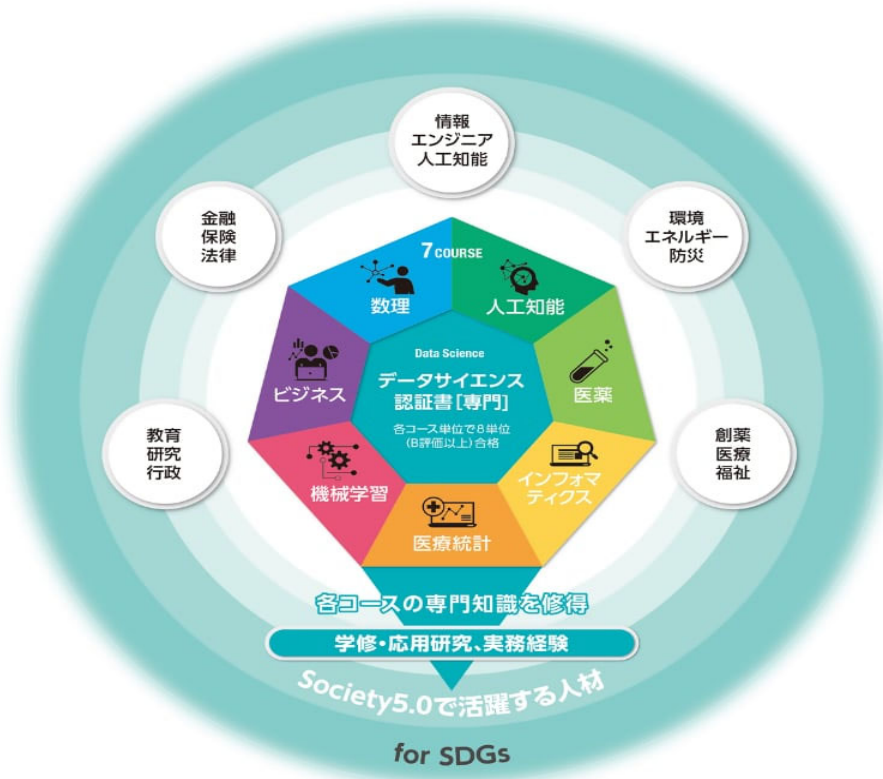 情報
エンジニア
人工知能
金融
保険
法律
環境
エネルギー
防災
教育
研究
行政
創薬
医療
福祉
7 COURSE
数理
人工知能
ビジネス
医薬
機械学習
インフォマ
ティクス
医療統計
Data Science
データサイエンス
認証書[専門]
各コース単位で8単位
(B評価以上)合格
各コースの専門知識を修得
学修・応用研究、実務経験
Society5.0で活躍する人材
for SDGs